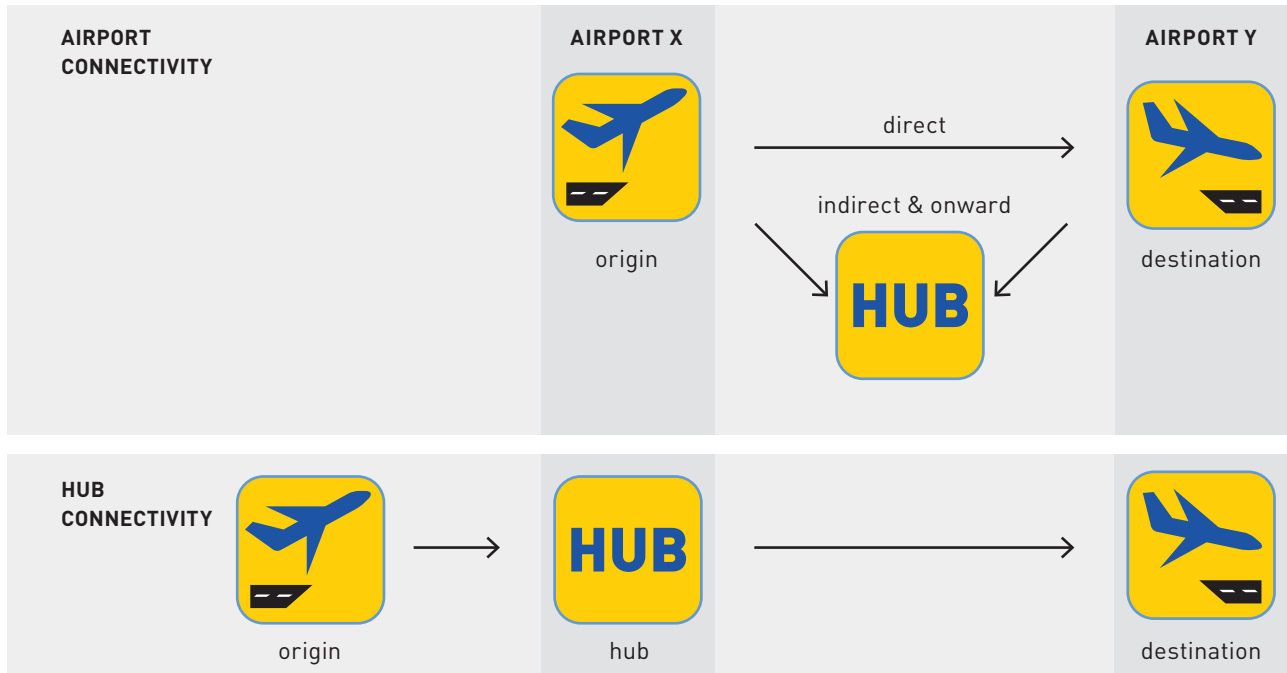 AIRPORT
CONNECTIVITY
AIRPORT X
AIRPORT Y
direct
indirect & onward
HUB
origin
destination
HUB
CONNECTIVITY
HUB
origin
hub
destination